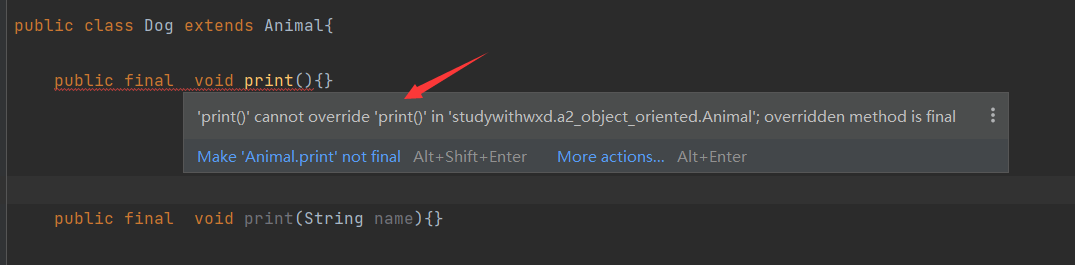 public class Dog extends Animal{
public final  void print(){}
'print()' cannot override 'print()' in 'studywithwxd.a2_object_oriented.Animal'; overridden method is final
Make 'Animal.print' not final Alt+Shift+Enter More actions... Alt+Enter
public final  void print(String name){}